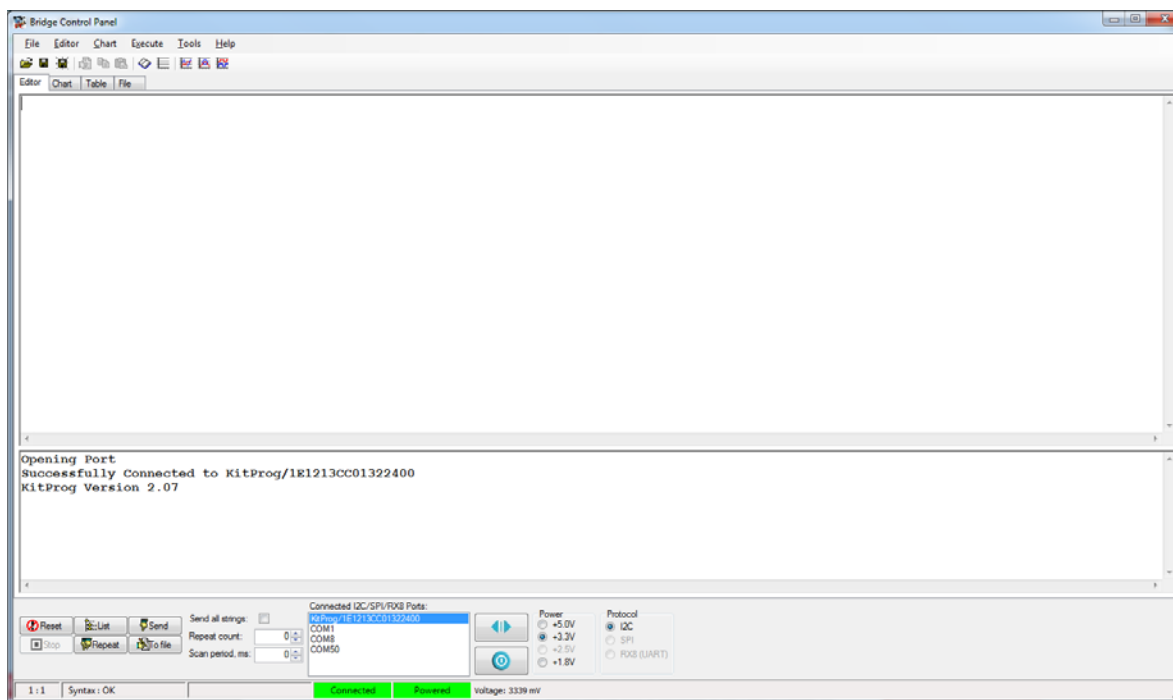 Bridge Control Panel
File Editor Chart Execute Tools Help
Editor Chart Table File
Opening Port
Successfully Connected to KitProg/1E1213CC01322400
KitProg Version 2.07
Reset List Send
Stop Repeat To file
Send all strings:
Repeat count: 0
Scan period, ms: 0
Connected I2C/SPI/RX8 Ports:
KitProg/1E1213CC01322400
COM1
COM8
COM50
Power
+5.0V
+3.3V
+2.5V
+1.8V
Protocol
I2C
SPI
RX8 (UART)
1:1 Syntax: OK Connected Powered Voltage: 3339 mV